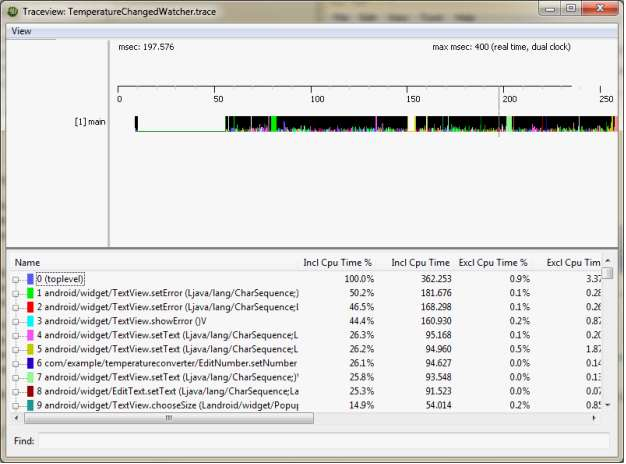 Traceview: TemperatureChangedWatcher.trace
View
msec: 197.576 max msec: 400 (real time, dual clock)
0 50 100 150 200 250
[1] main
Name Incl Cpu Time % Incl Cpu Time Excl Cpu Time % Excl Cpu Tim
0 (toplevel) 100.0% 362.253 0.9% 3.37
1 android/widget/TextView.setError (Ljava/lang/CharSequence;) 50.2% 181.676 0.1% 0.28
2 android/widget/TextView.setError (Ljava/lang/CharSequence;L 46.5% 168.298 0.1% 0.26
3 android/widget/TextView.showError ()V 44.4% 160.930 0.2% 0.87
4 android/widget/TextView.setText (Ljava/lang/CharSequence;L 26.3% 95.168 0.1% 0.20
5 android/widget/TextView.setText (Ljava/lang/CharSequence;L 26.2% 94.960 0.5% 1.87
6 com/example/temperatureconverter/EditNumber.setNumber 26.1% 94.627 0.0% 0.14
7 android/widget/TextView.setText (Ljava/lang/CharSequence;)V 25.8% 93.548 0.0% 0.13
8 android/widget/EditText.setText (Ljava/lang/CharSequence;La 25.3% 91.523 0.0% 0.07
9 android/widget/TextView.chooseSize (Landroid/widget/Popup 14.9% 54.014 0.2% 0.85
Find: